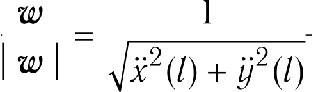 w / | w | = 1 / √(ẍ²(l) + ÿ²(l))